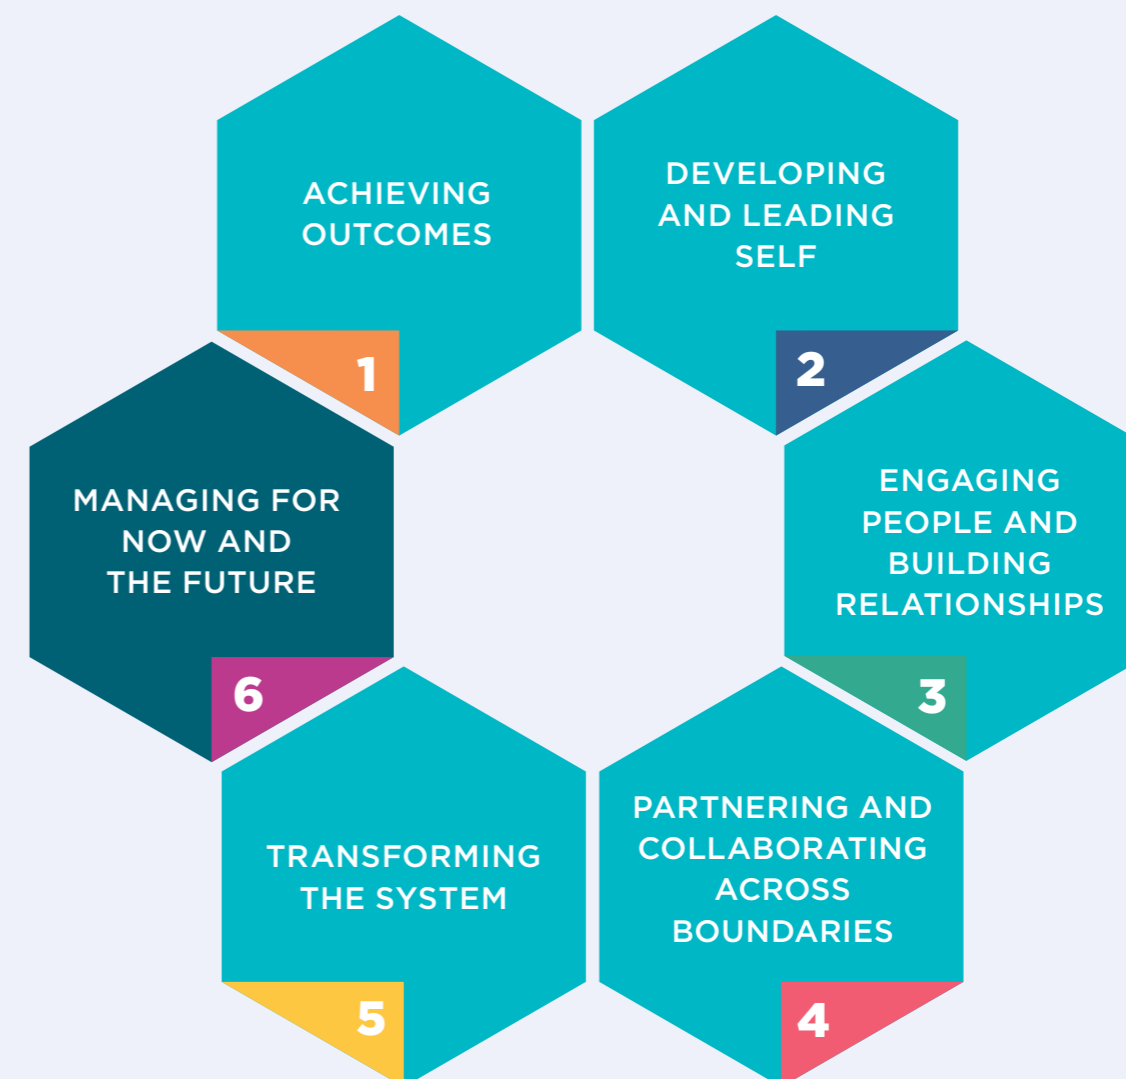 ACHIEVING
OUTCOMES
1
DEVELOPING
AND LEADING
SELF
2
ENGAGING
PEOPLE AND
BUILDING
RELATIONSHIPS
3
PARTNERING AND
COLLABORATING
ACROSS
BOUNDARIES
4
TRANSFORMING
THE SYSTEM
5
MANAGING FOR
NOW AND
THE FUTURE
6